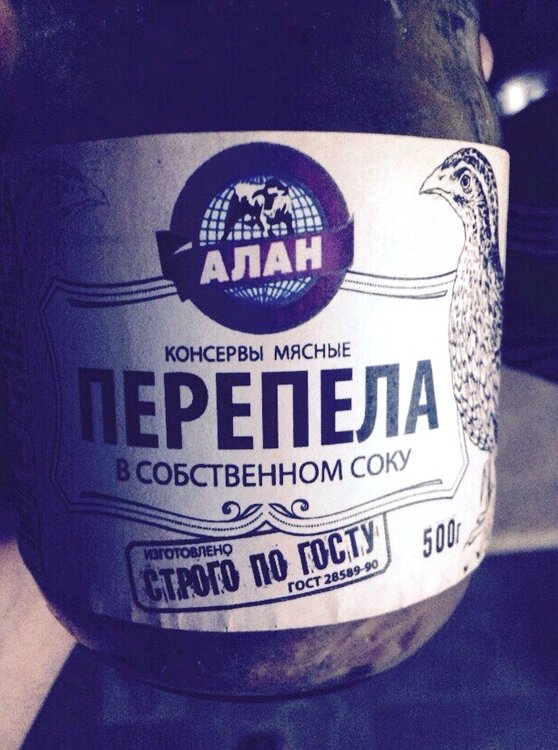 АЛАН
КОНСЕРВЫ МЯСНЫЕ
ПЕРЕПЕЛА
В СОБСТВЕННОМ СОКУ
500г
ИЗГОТОВЛЕНО
СТРОГО ПО ГОСТУ
ГОСТ 28589-90